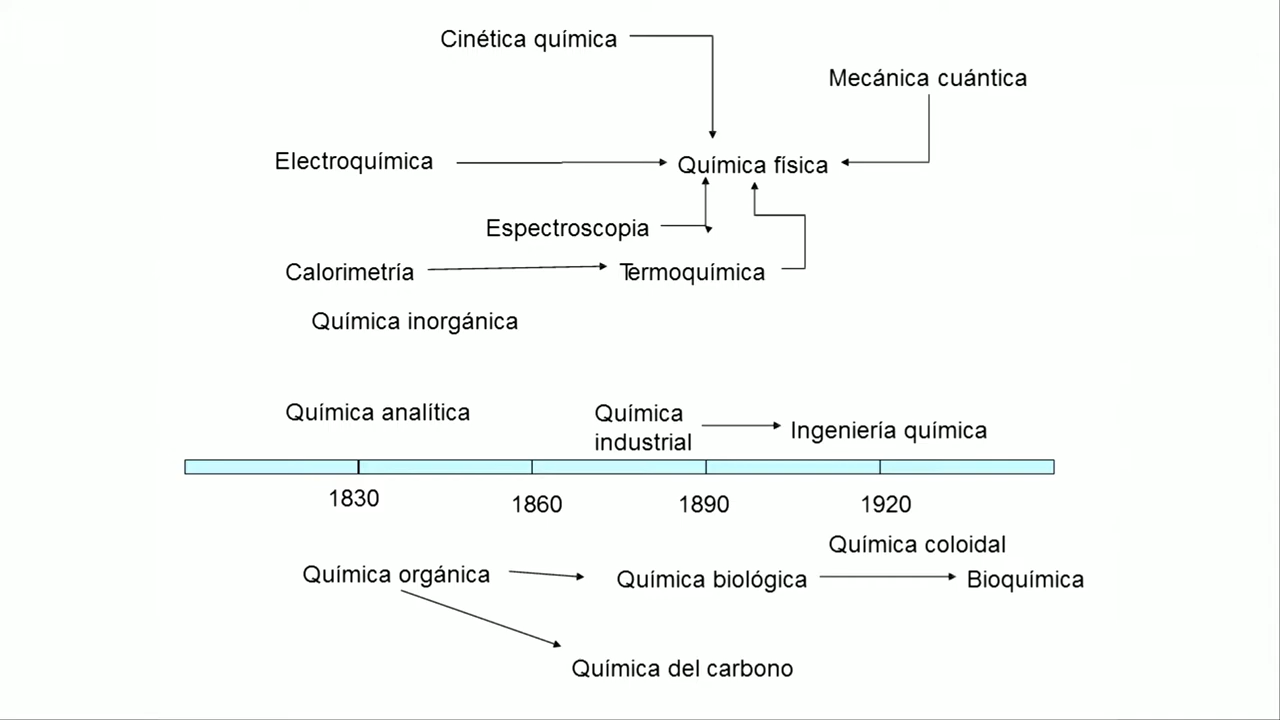 Cinética química
Mecánica cuántica
Electroquímica
Química física
Espectroscopia
Calorimetría
Termoquímica
Química inorgánica
Química analítica
Química
industrial
Ingeniería química
1830
1860
1890
1920
Química coloidal
Química orgánica
Química biológica
Bioquímica
Química del carbono